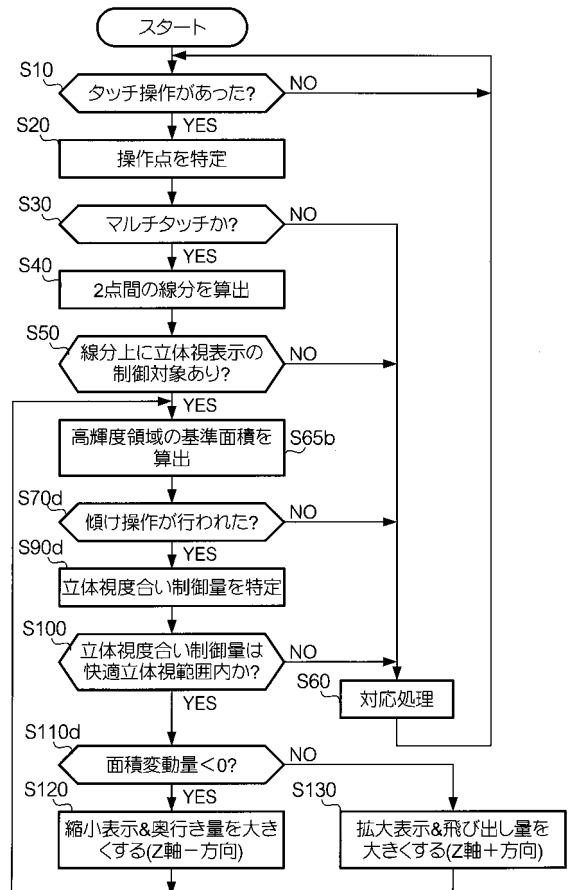 スタート
S10
タッチ操作があった?
NO
YES
S20
操作点を特定
S30
マルチタッチか?
NO
YES
S40
2点間の線分を算出
S50
線分上に立体視表示の
制御対象あり?
NO
YES
高輝度領域の基準面積を
算出
S65b
S70d
傾け操作が行われた?
NO
YES
S90d
立体視度合い制御量を特定
S100
立体視度合い制御量は
快適立体視範囲内か?
NO
YES
S60
対応処理
S110d
面積変動量<0?
NO
YES
S120
縮小表示&奥行き量を大き
くする(Z軸-方向)
S130
拡大表示&飛び出し量を
大きくする(Z軸+方向)